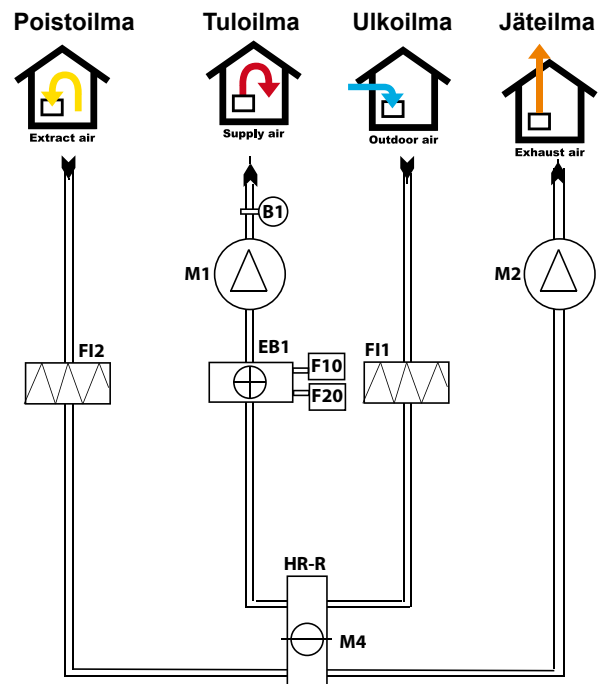 Poistoilma Tuloilma Ulkoilma Jäteilma
Extract air Supply air Outdoor air Exhaust air
B1
M1 M2
FI2 EB1 FI1
F10
F20
HR-R
M4